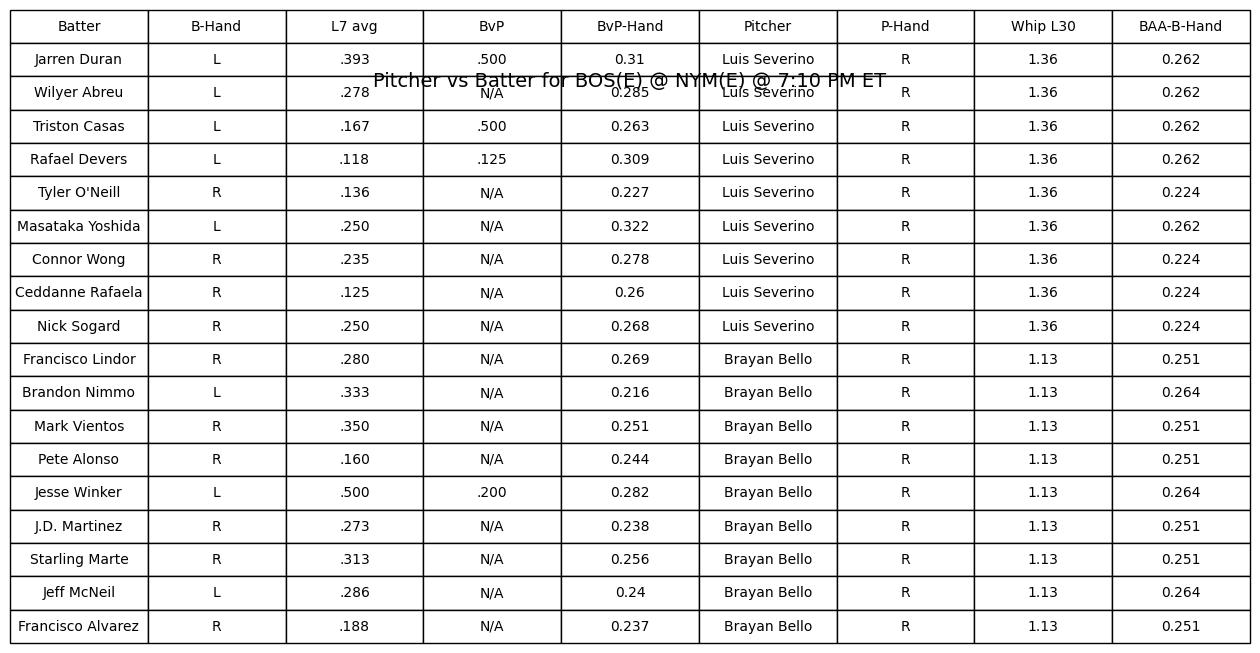 Batter B-Hand L7 avg BvP BvP-Hand Pitcher P-Hand Whip L30 BAA-B-Hand
Jarren Duran L .393 .500 0.31 Luis Severino R 1.36 0.262
Pitcher vs Batter for BOS(E) @ NYM(E) @ 7:10 PM ET
Wilyer Abreu L .278 N/A 0.285 Luis Severino R 1.36 0.262
Triston Casas L .167 .500 0.263 Luis Severino R 1.36 0.262
Rafael Devers L .118 .125 0.309 Luis Severino R 1.36 0.262
Tyler O'Neill R .136 N/A 0.227 Luis Severino R 1.36 0.224
Masataka Yoshida L .250 N/A 0.322 Luis Severino R 1.36 0.262
Connor Wong R .235 N/A 0.278 Luis Severino R 1.36 0.224
Ceddanne Rafaela R .125 N/A 0.26 Luis Severino R 1.36 0.224
Nick Sogard R .250 N/A 0.268 Luis Severino R 1.36 0.224
Francisco Lindor R .280 N/A 0.269 Brayan Bello R 1.13 0.251
Brandon Nimmo L .333 N/A 0.216 Brayan Bello R 1.13 0.264
Mark Vientos R .350 N/A 0.251 Brayan Bello R 1.13 0.251
Pete Alonso R .160 N/A 0.244 Brayan Bello R 1.13 0.251
Jesse Winker L .500 .200 0.282 Brayan Bello R 1.13 0.264
J.D. Martinez R .273 N/A 0.238 Brayan Bello R 1.13 0.251
Starling Marte R .313 N/A 0.256 Brayan Bello R 1.13 0.251
Jeff McNeil L .286 N/A 0.24 Brayan Bello R 1.13 0.264
Francisco Alvarez R .188 N/A 0.237 Brayan Bello R 1.13 0.251